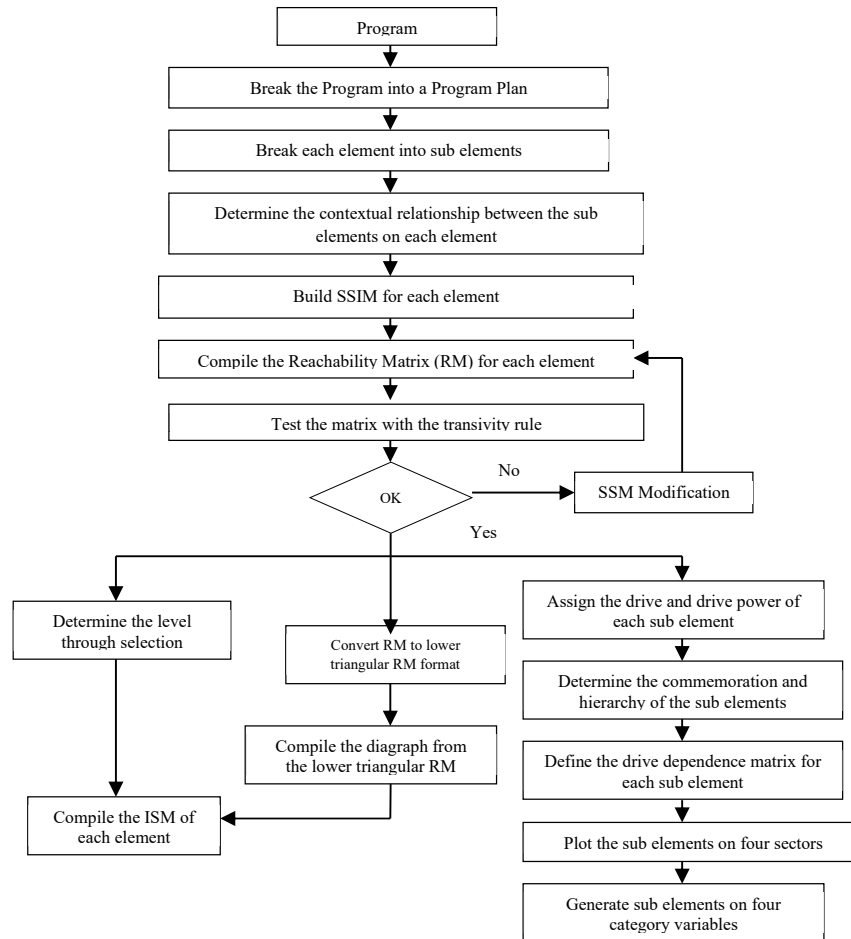 Program
Break the Program into a Program Plan
Break each element into sub elements
Determine the contextual relationship between the sub
elements on each element
Build SSIM for each element
Compile the Reachability Matrix (RM) for each element
Test the matrix with the transivity rule
OK
No
SSM Modification
Yes
Determine the level
through selection
Compile the ISM of
each element
Convert RM to lower
triangular RM format
Compile the diagraph from
the lower triangular RM
Assign the drive and drive power of
each sub element
Determine the commemoration and
hierarchy of the sub elements
Define the drive dependence matrix for
each sub element
Plot the sub elements on four sectors
Generate sub elements on four
category variables